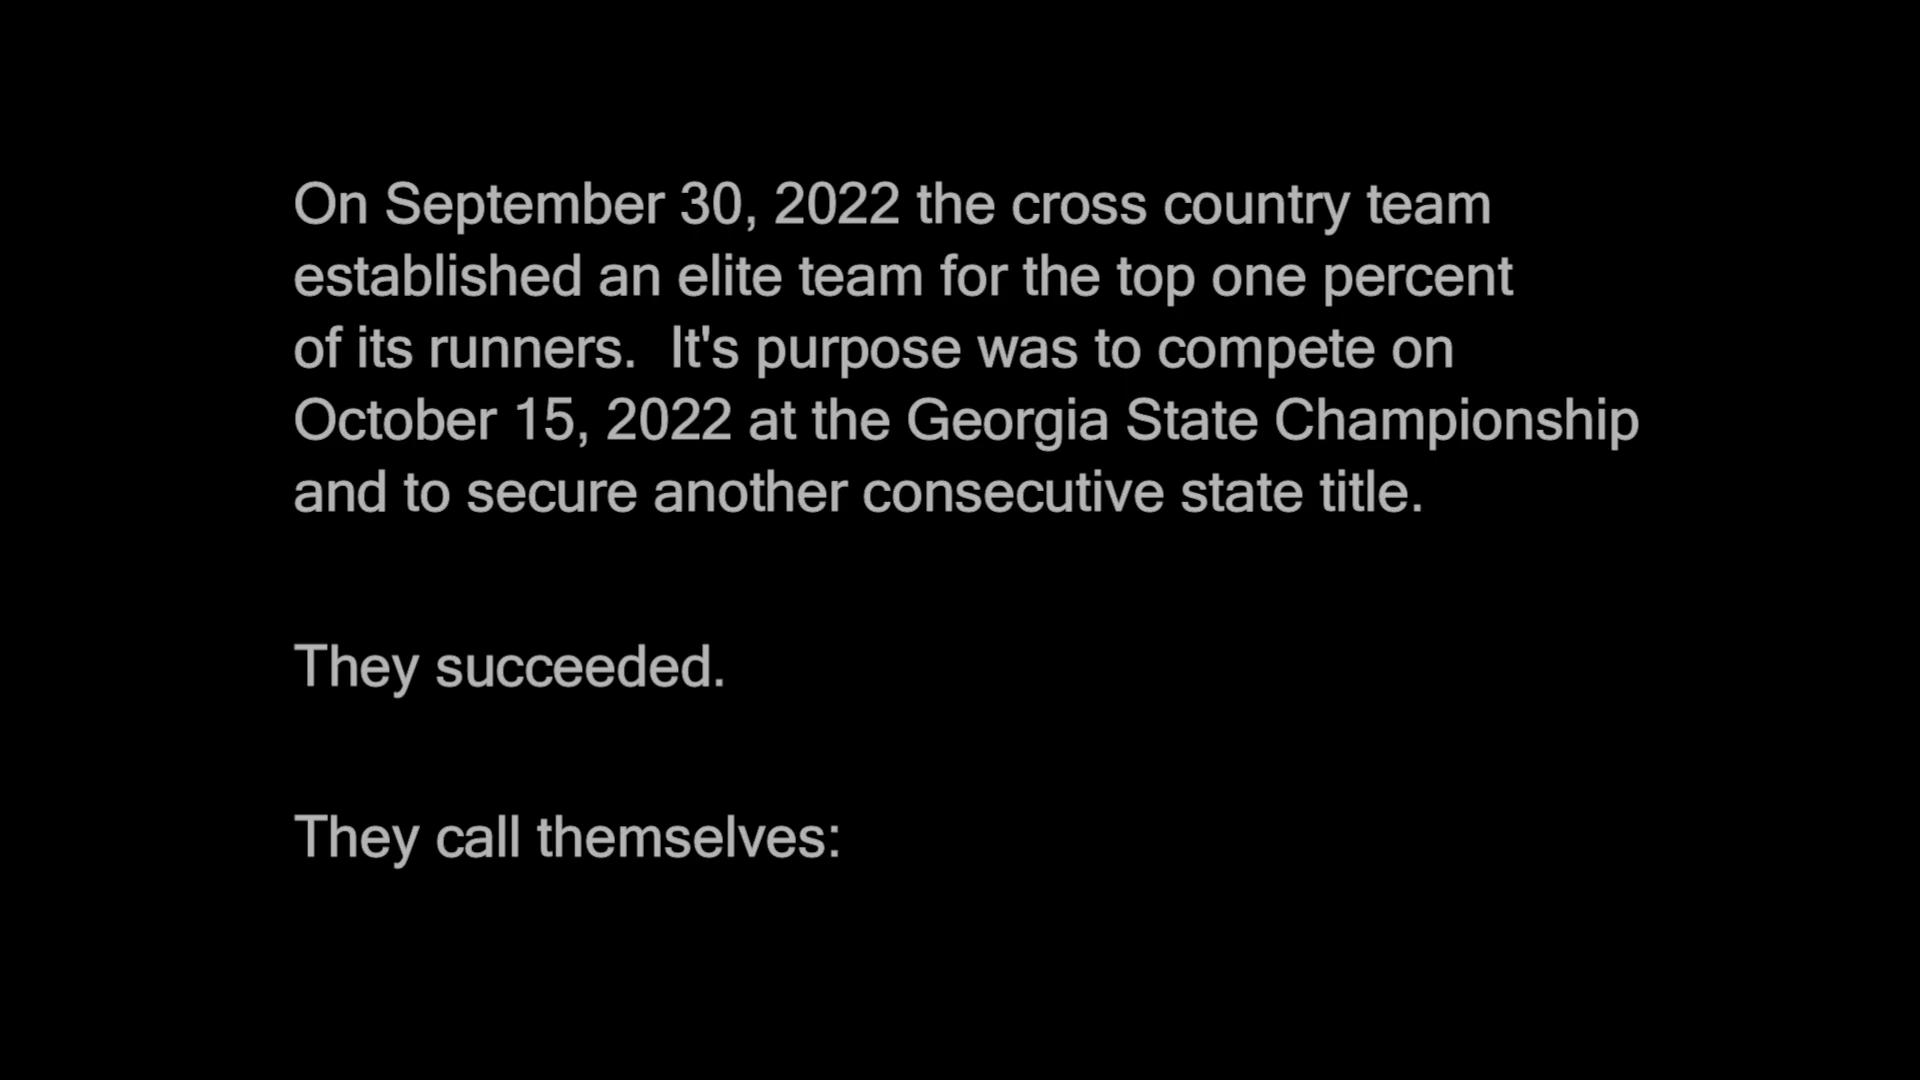 On September 30, 2022 the cross country team
established an elite team for the top one percent
of its runners.  It's purpose was to compete on
October 15, 2022 at the Georgia State Championship
and to secure another consecutive state title.
They succeeded.
They call themselves: